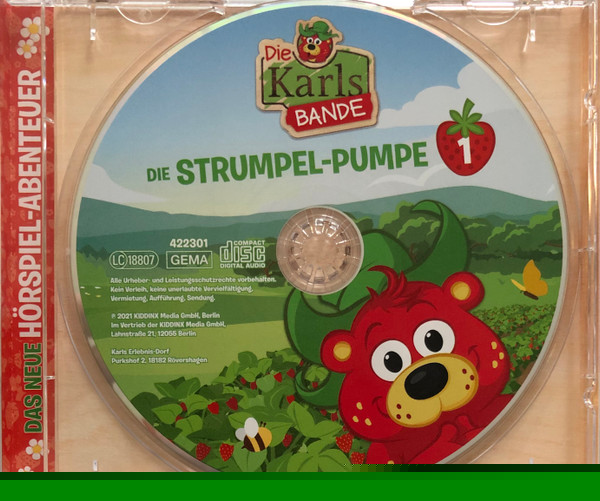 DAS NEUE HÖRSPIEL-ABENTEUER
Die
Karls
BANDE
DIE STRUMPEL-PUMPE 1
422301
LC 18807
GEMA
COMPACT
disc
DIGITAL AUDIO
Alle Urheber- und Leistungsschutzrechte vorbehalten.
Kein Verleih, keine unerlaubte Vervielfältigung,
Vermietung, Aufführung, Sendung.
℗ 2021 KIDDINX Media GmbH, Berlin
Im Vertrieb der KIDDINX Media GmbH,
Lahnstraße 21, 12055 Berlin
Karls Erlebnis-Dorf
Purkshof 2, 18182 Rövershagen